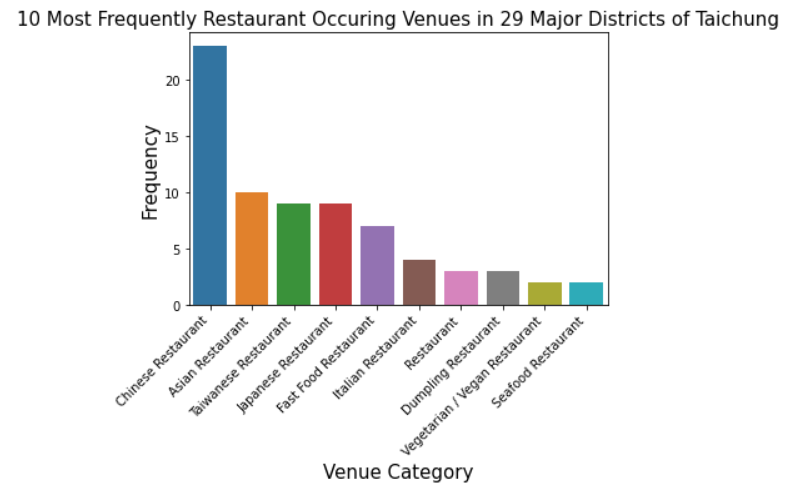 10 Most Frequently Restaurant Occuring Venues in 29 Major Districts of Taichung
Frequency
20
15
10
5
0
Chinese Restaurant
Asian Restaurant
Taiwanese Restaurant
Japanese Restaurant
Fast Food Restaurant
Italian Restaurant
Restaurant
Dumpling Restaurant
Vegetarian / Vegan Restaurant
Seafood Restaurant
Venue Category